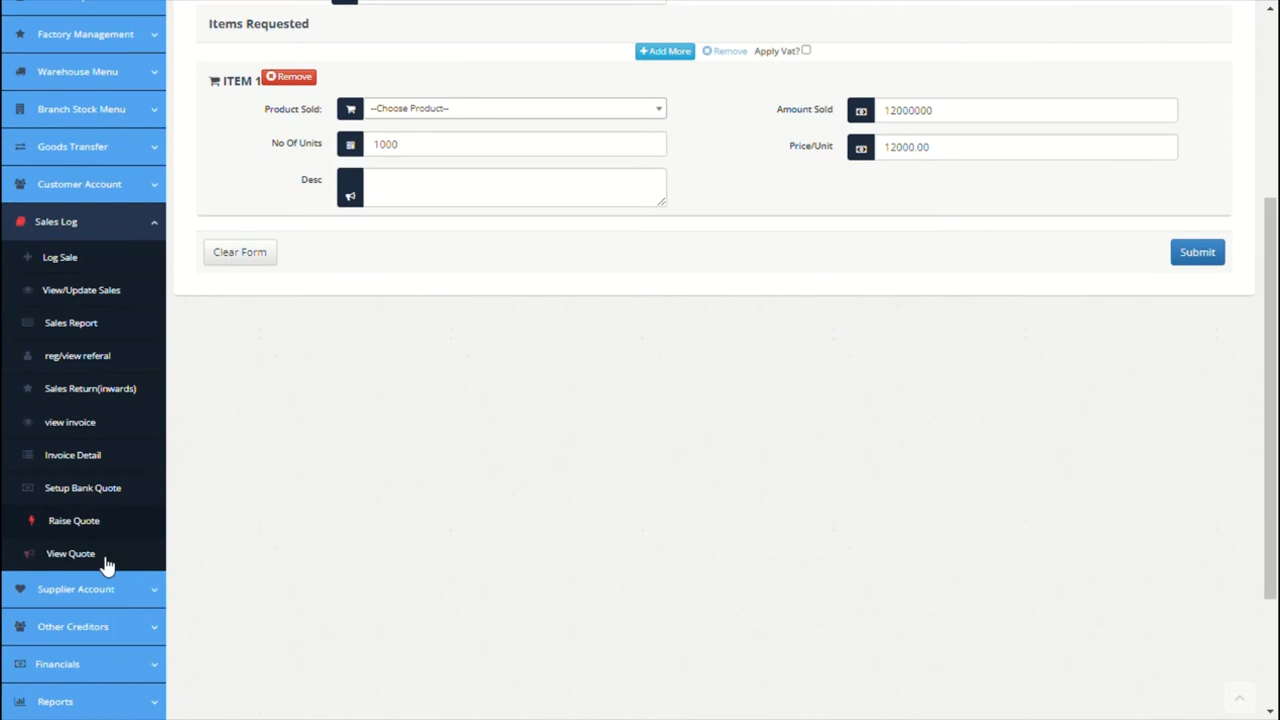 Factory Management
Warehouse Menu
Branch Stock Menu
Goods Transfer
Customer Account
Sales Log
Log Sale
View/Update Sales
Sales Report
reg/view referal
Sales Return(inwards)
view invoice
Invoice Detail
Setup Bank Quote
Raise Quote
View Quote
Supplier Account
Other Creditors
Financials
Reports
Items Requested
Add More Remove Apply Vat?
ITEM 1 Remove
Product Sold: --Choose Product-- Amount Sold 12000000
No Of Units 1000 Price/Unit 12000.00
Desc
Clear Form Submit